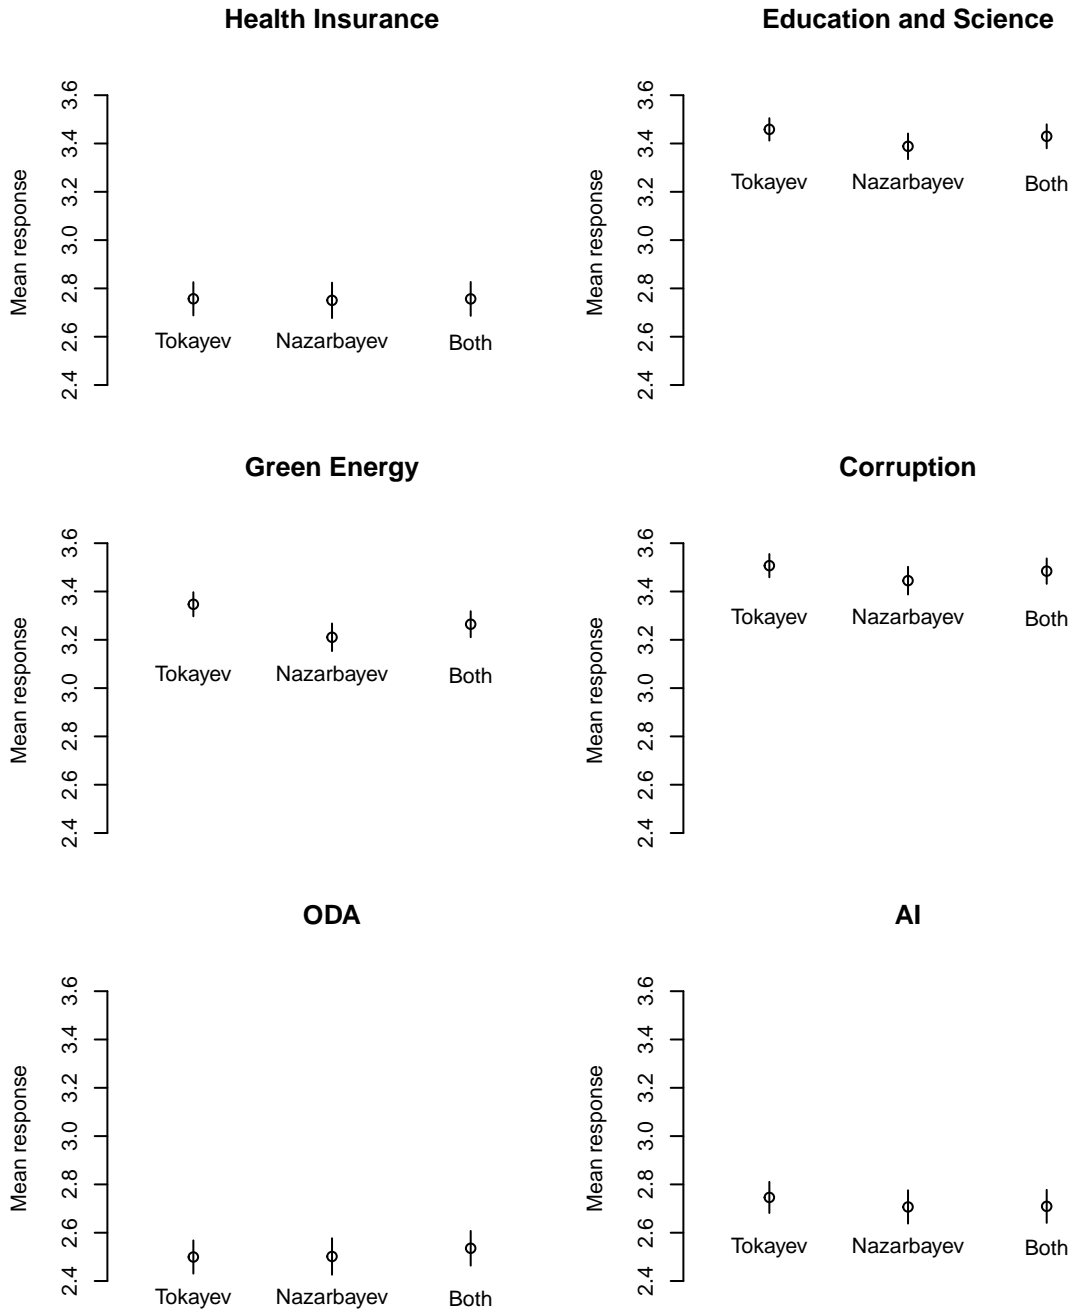 Health Insurance
Mean response
3.6
3.4
3.2
3.0
2.8
2.6
2.4
Tokayev
Nazarbayev
Both
Education and Science
Mean response
3.6
3.4
3.2
3.0
2.8
2.6
2.4
Tokayev
Nazarbayev
Both
Green Energy
Mean response
3.6
3.4
3.2
3.0
2.8
2.6
2.4
Tokayev
Nazarbayev
Both
Corruption
Mean response
3.6
3.4
3.2
3.0
2.8
2.6
2.4
Tokayev
Nazarbayev
Both
ODA
Mean response
3.6
3.4
3.2
3.0
2.8
2.6
2.4
Tokayev
Nazarbayev
Both
AI
Mean response
3.6
3.4
3.2
3.0
2.8
2.6
2.4
Tokayev
Nazarbayev
Both